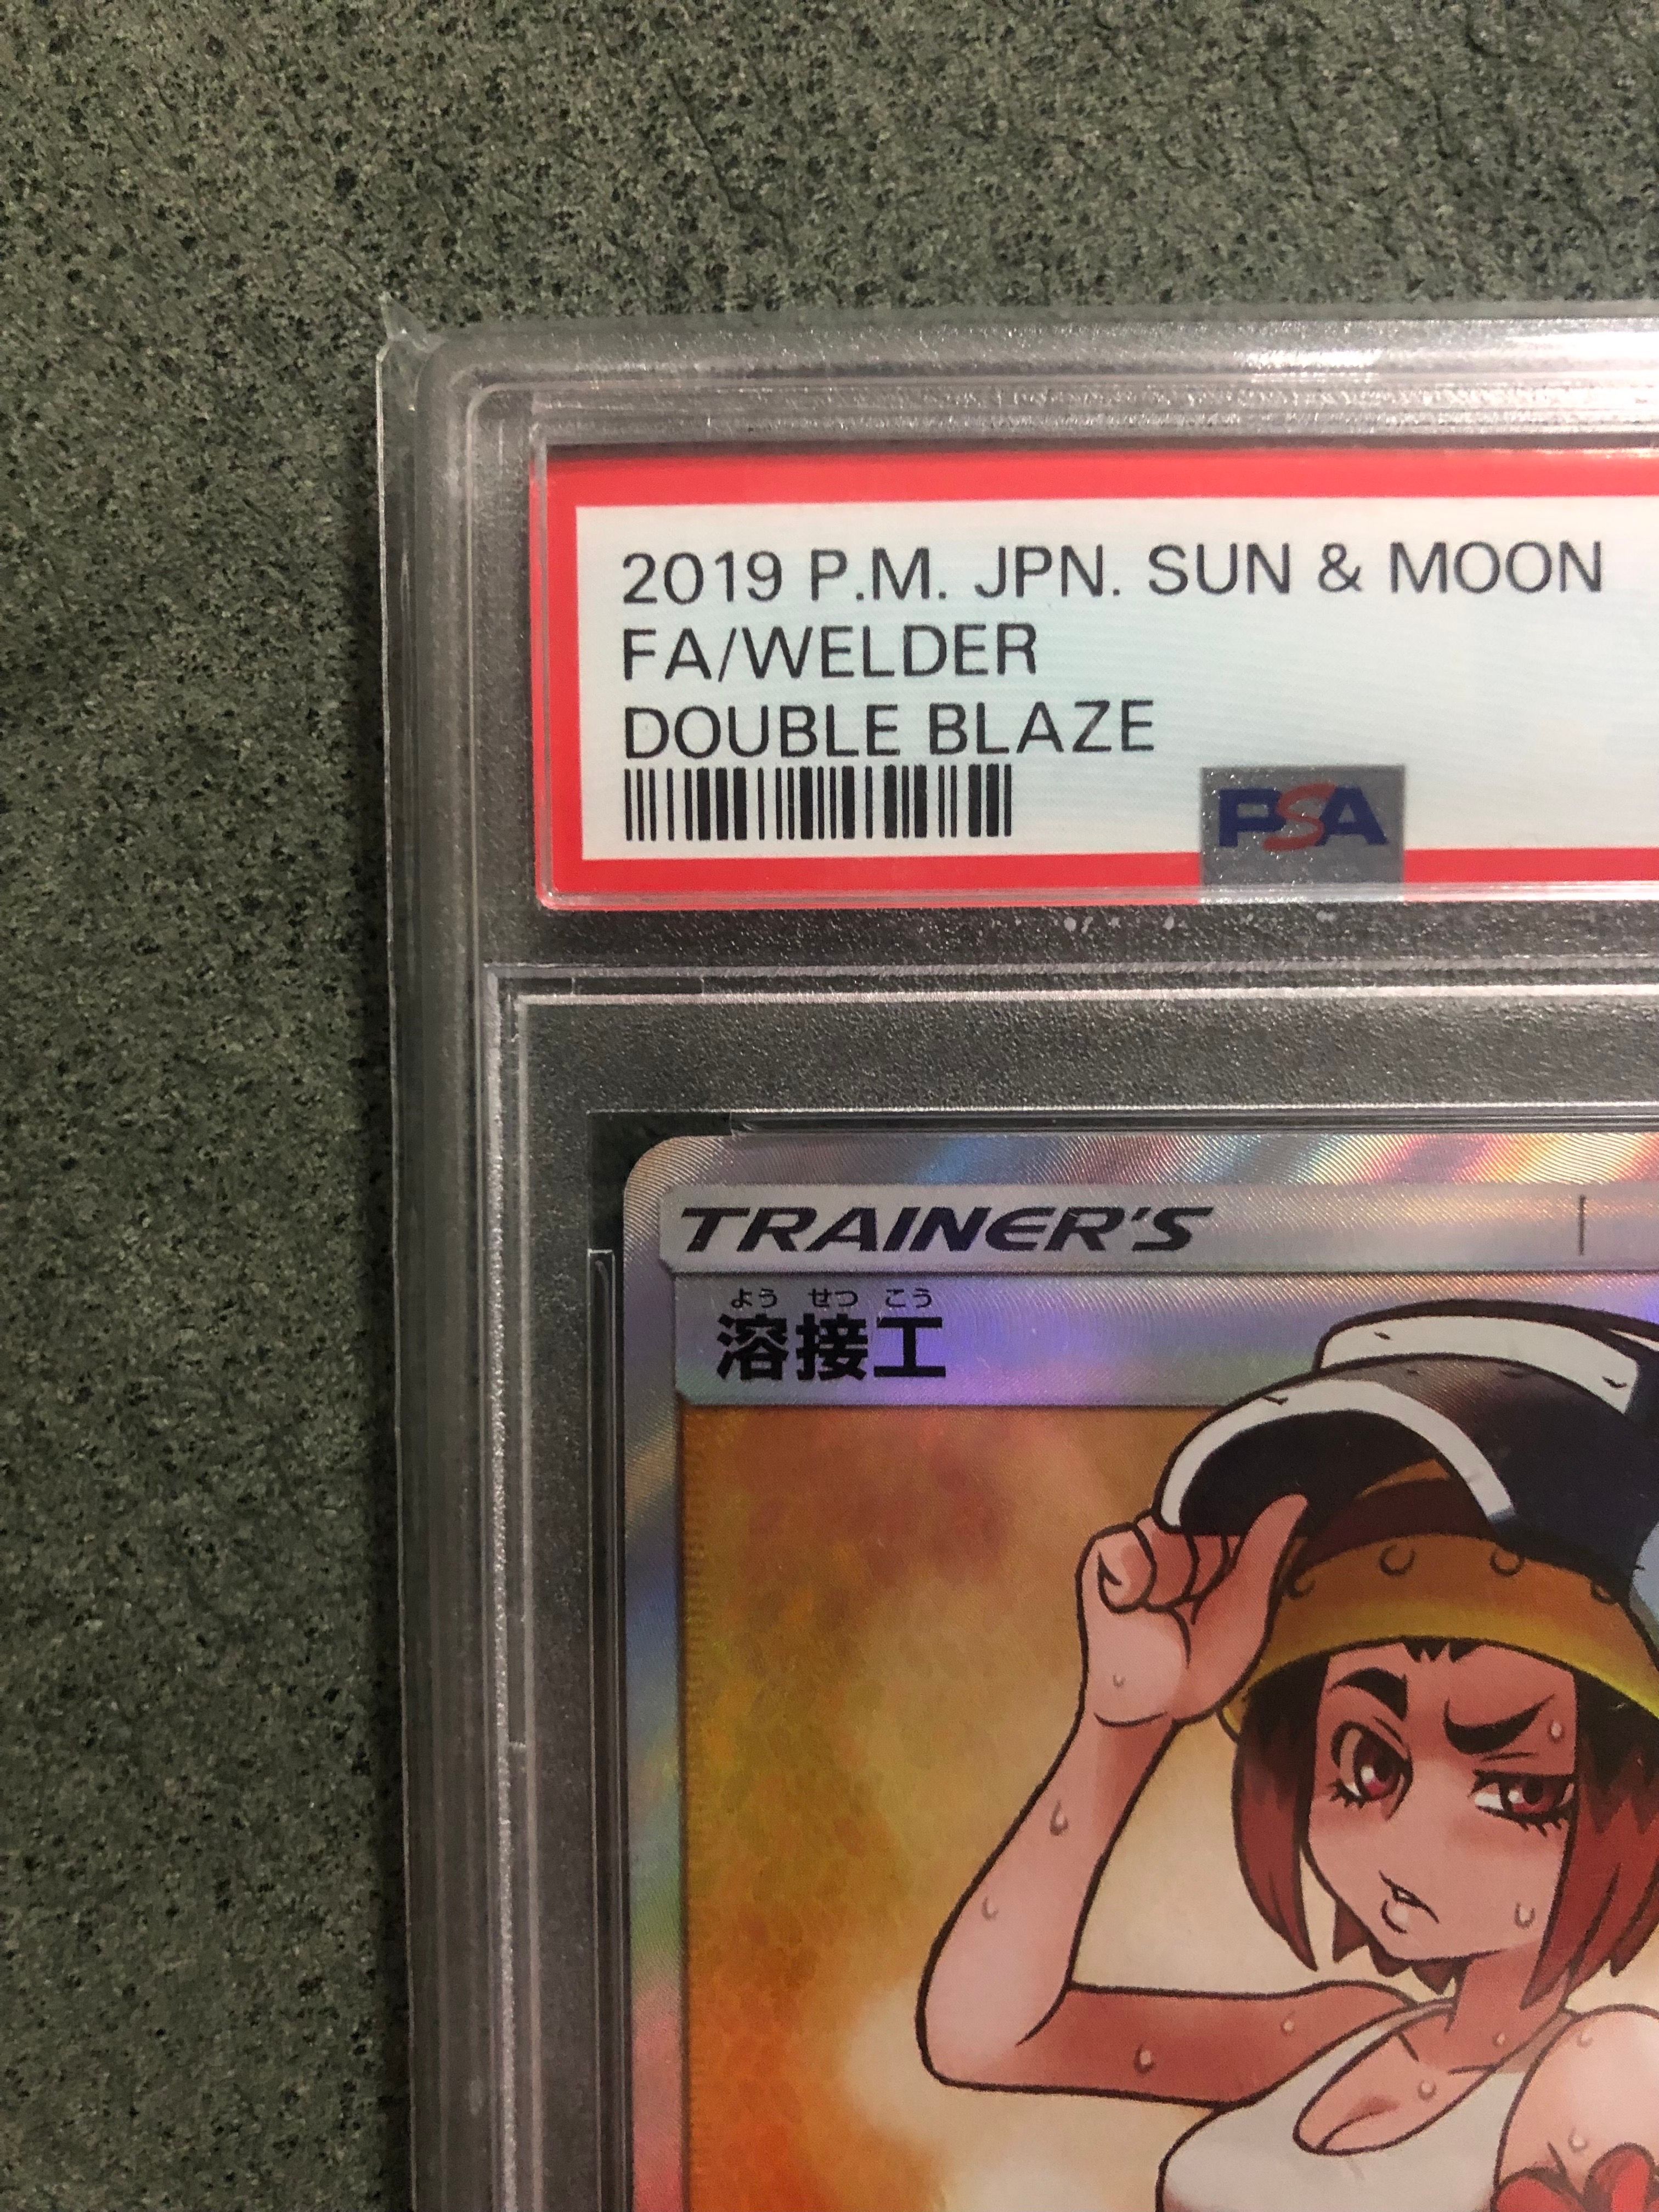 2019 P.M. JPN. SUN & MOON
FA/WELDER
DOUBLE BLAZE
PSA
TRAINER'S
よう せつ こう
溶接工